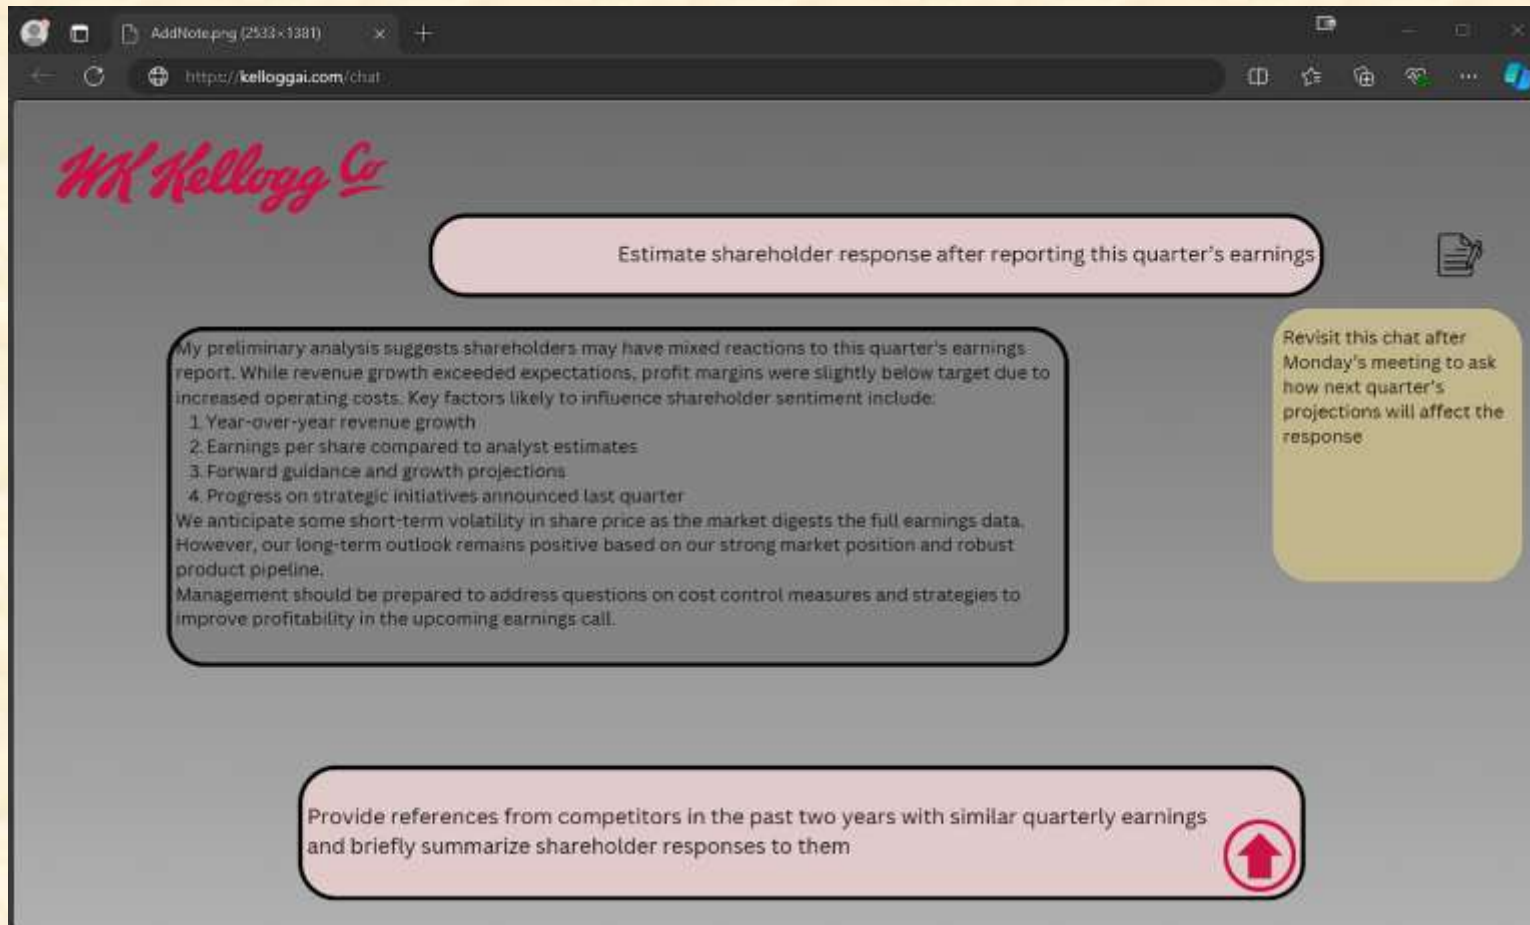 AddNote.png (2533×1381)
https://kelloggai.com/chat
WK Kellogg Co
Estimate shareholder response after reporting this quarter's earnings
My preliminary analysis suggests shareholders may have mixed reactions to this quarter's earnings
report. While revenue growth exceeded expectations, profit margins were slightly below target due to
increased operating costs. Key factors likely to influence shareholder sentiment include:
1. Year-over-year revenue growth
2. Earnings per share compared to analyst estimates
3. Forward guidance and growth projections
4. Progress on strategic initiatives announced last quarter
We anticipate some short-term volatility in share price as the market digests the full earnings data.
However, our long-term outlook remains positive based on our strong market position and robust
product pipeline.
Management should be prepared to address questions on cost control measures and strategies to
improve profitability in the upcoming earnings call.
Revisit this chat after
Monday's meeting to ask
how next quarter's
projections will affect the
response
Provide references from competitors in the past two years with similar quarterly earnings
and briefly summarize shareholder responses to them